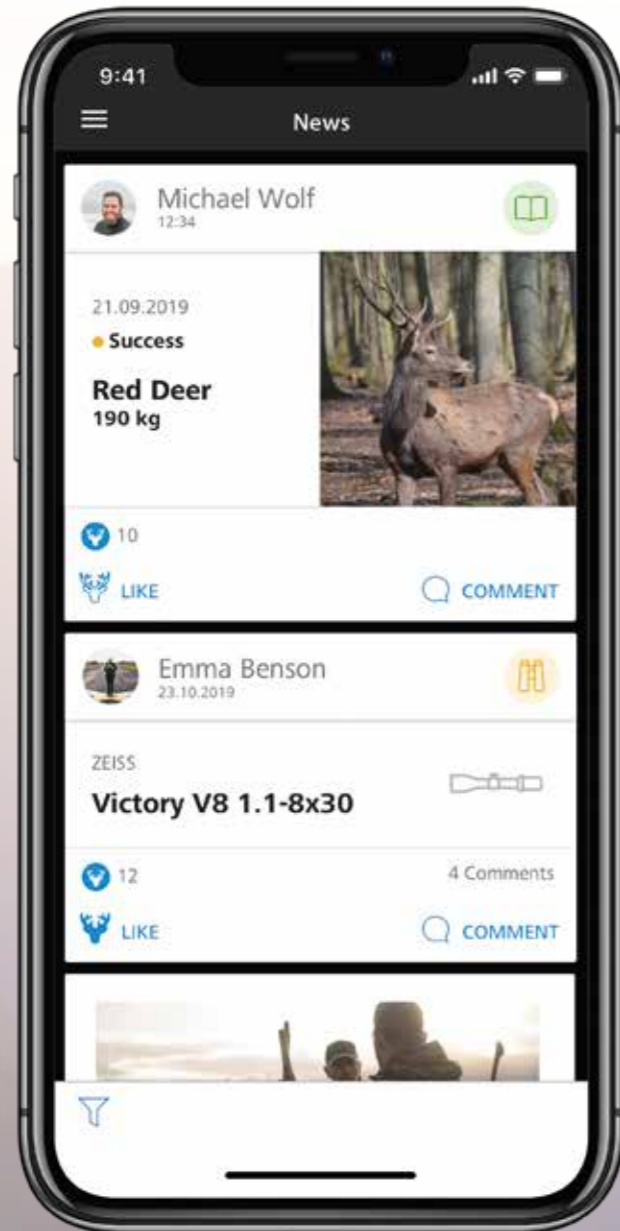 9:41
News
Michael Wolf
12:34
21.09.2019
Success
Red Deer
190 kg
10
LIKE
COMMENT
Emma Benson
23.10.2019
ZEISS
Victory V8 1.1-8x30
12
4 Comments
LIKE
COMMENT